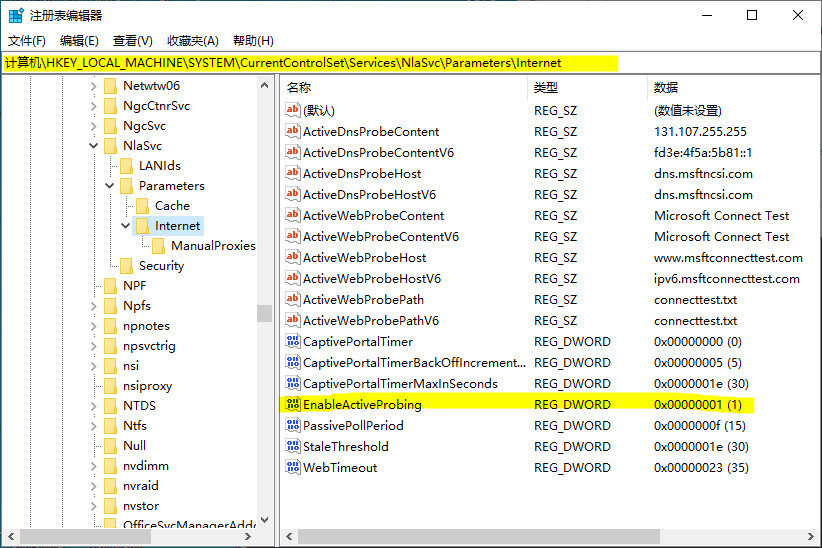 注册表编辑器
文件(F) 编辑(E) 查看(V) 收藏夹(A) 帮助(H)
计算机\HKEY_LOCAL_MACHINE\SYSTEM\CurrentControlSet\Services\NlaSvc\Parameters\Internet
Netwtw06
NgcCtnrSvc
NgcSvc
NlaSvc
LANIds
Parameters
Cache
Internet
ManualProxies
Security
NPF
Npfs
npnotes
npsvctrig
nsi
nsiproxy
NTDS
Ntfs
Null
nvdimm
nvraid
nvstor
OfficeSvcManagerAddo
名称 类型 数据
(默认) REG_SZ (数值未设置)
ActiveDnsProbeContent REG_SZ 131.107.255.255
ActiveDnsProbeContentV6 REG_SZ fd3e:4f5a:5b81::1
ActiveDnsProbeHost REG_SZ dns.msftncsi.com
ActiveDnsProbeHostV6 REG_SZ dns.msftncsi.com
ActiveWebProbeContent REG_SZ Microsoft Connect Test
ActiveWebProbeContentV6 REG_SZ Microsoft Connect Test
ActiveWebProbeHost REG_SZ www.msftconnecttest.com
ActiveWebProbeHostV6 REG_SZ ipv6.msftconnecttest.com
ActiveWebProbePath REG_SZ connecttest.txt
ActiveWebProbePathV6 REG_SZ connecttest.txt
CaptivePortalTimer REG_DWORD 0x00000000 (0)
CaptivePortalTimerBackOffIncrement... REG_DWORD 0x00000005 (5)
CaptivePortalTimerMaxInSeconds REG_DWORD 0x0000001e (30)
EnableActiveProbing REG_DWORD 0x00000001 (1)
PassivePollPeriod REG_DWORD 0x0000000f (15)
StaleThreshold REG_DWORD 0x0000001e (30)
WebTimeout REG_DWORD 0x00000023 (35)